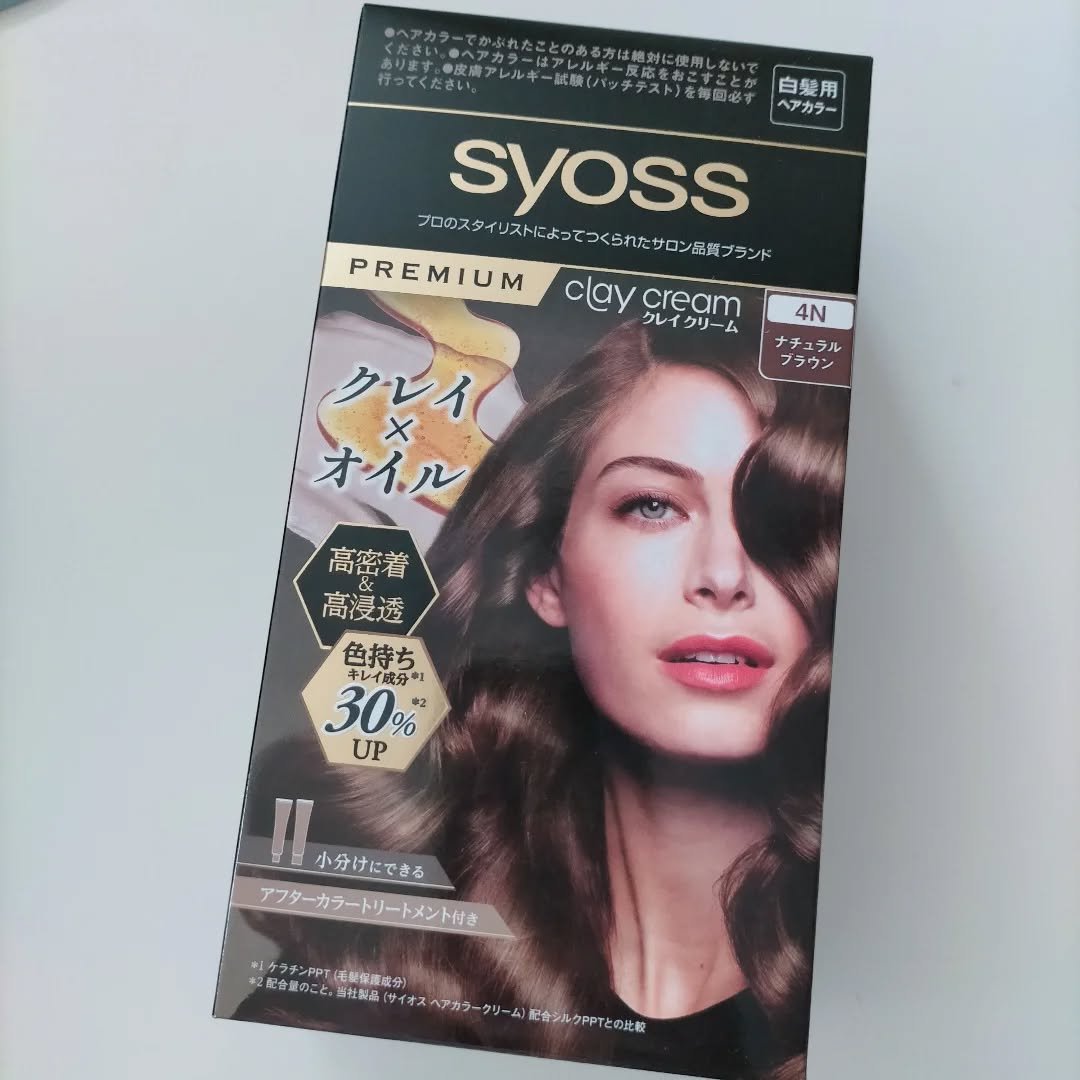 ●ヘアカラーでかぶれたことのある方は絶対に使用しないで
ください。●ヘアカラーはアレルギー反応をおこすことが
あります。●皮膚アレルギー試験(パッチテスト)を毎回必ず
行ってください。
白髪用
ヘアカラー
syoss
プロのスタイリストによってつくられたサロン品質ブランド
PREMIUM
clay cream
クレイ クリーム
4N
ナチュラル
ブラウン
クレイ
×
オイル
高密着
&
高浸透
色持ち
キレイ成分*1
30%*2
UP
小分けにできる
アフターカラートリートメント付き
*1 ケラチンPPT (毛髪保護成分)
*2 配合量のこと。当社製品 (サイオス ヘアカラークリーム) 配合シルクPPTとの比較